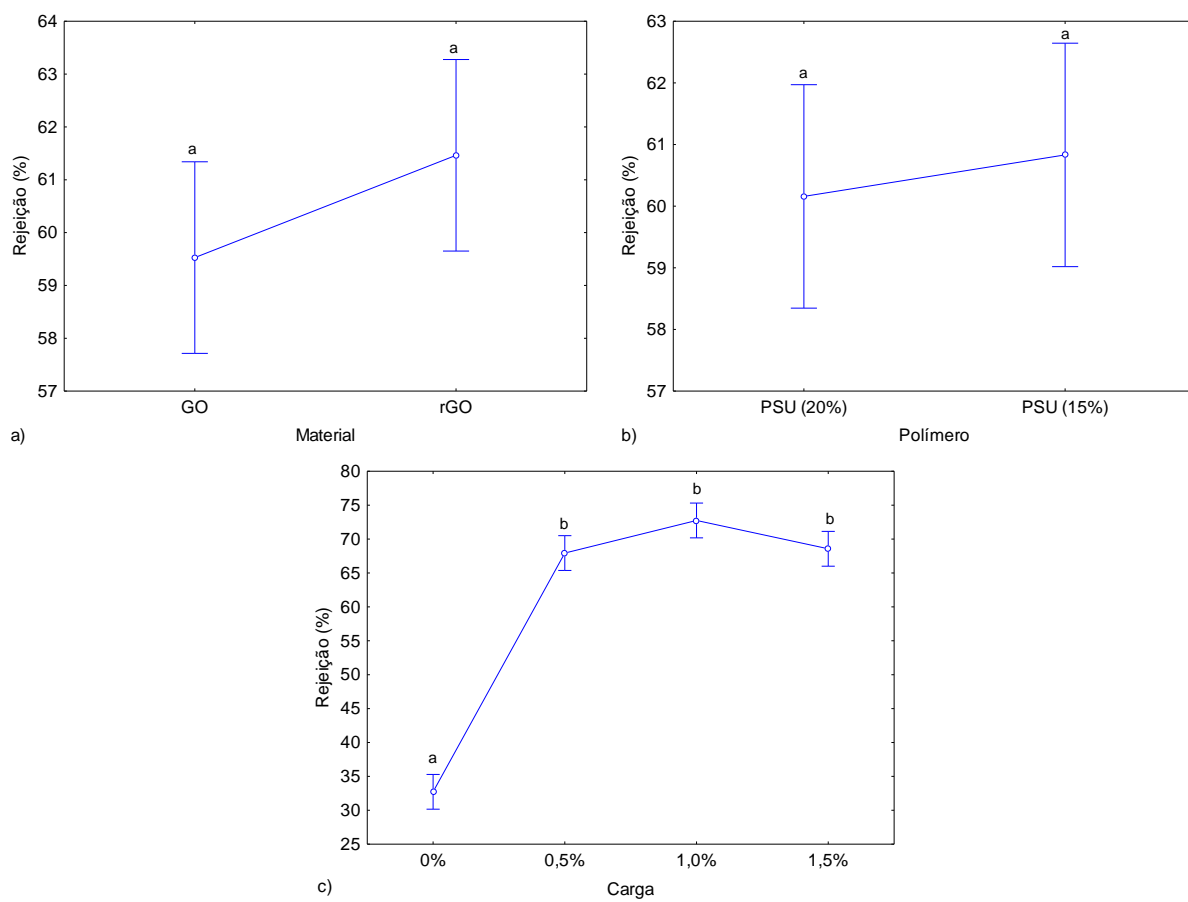 64
63
62
61
60
59
58
57
Rejeição (%)
a
a
GO
rGO
a)
Material
63
62
61
60
59
58
57
Rejeição (%)
a
a
PSU (20%)
PSU (15%)
b)
Polímero
80
75
70
65
60
55
50
45
40
35
30
25
Rejeição (%)
a
b
b
b
0%
0,5%
1,0%
1,5%
c)
Carga